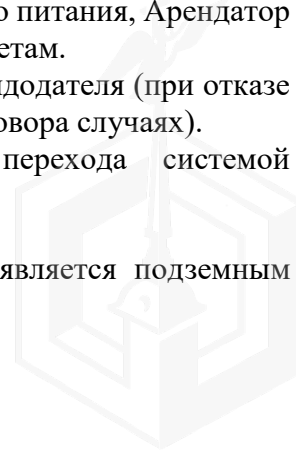 о питания, Арендатор
етам.
ндодателя (при отказе
овора случаях).
перехода системой
является подземным